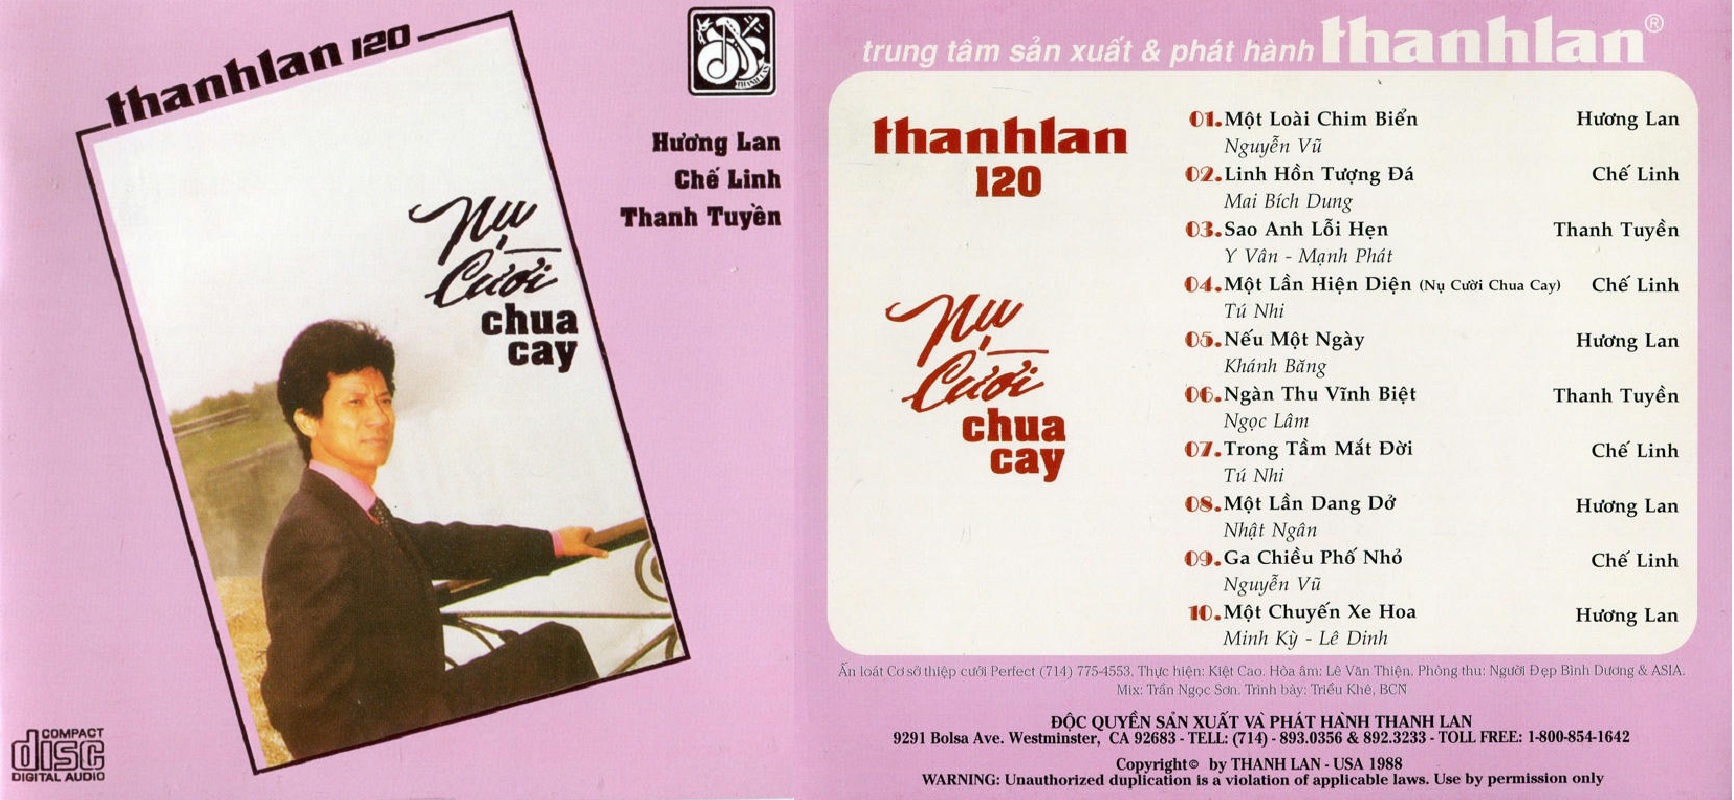 thanhlan 120
THANH LAN
Hương Lan
Chế Linh
Thanh Tuyền
Nụ
Cười
chua
cay
COMPACT
disc
DIGITAL AUDIO
trung tâm sản xuất & phát hành thanhlan®
thanhlan
120
Nụ
Cười
chua
cay
01. Một Loài Chim Biển Hương Lan
Nguyễn Vũ
02. Linh Hồn Tượng Đá Chế Linh
Mai Bích Dung
03. Sao Anh Lỗi Hẹn Thanh Tuyền
Y Vân - Mạnh Phát
04. Một Lần Hiện Diện (Nụ Cười Chua Cay) Chế Linh
Tú Nhi
05. Nếu Một Ngày Hương Lan
Khánh Băng
06. Ngàn Thu Vĩnh Biệt Thanh Tuyền
Ngọc Lâm
07. Trong Tầm Mắt Đời Chế Linh
Tú Nhi
08. Một Lần Dang Dở Hương Lan
Nhật Ngân
09. Ga Chiều Phố Nhỏ Chế Linh
Nguyễn Vũ
10. Một Chuyến Xe Hoa Hương Lan
Minh Kỳ - Lê Dinh
Ấn loát Cơ sở thiệp cưới Perfect (714) 775-4553. Thực hiện: Kiệt Cao. Hòa âm: Lê Văn Thiện. Phòng thu: Người Đẹp Bình Dương & ASIA.
Mix: Trần Ngọc Sơn. Trình bày: Triều Khê, BCN
ĐỘC QUYỀN SẢN XUẤT VÀ PHÁT HÀNH THANH LAN
9291 Bolsa Ave. Westminster, CA 92683 - TELL: (714) - 893.0356 & 892.3233 - TOLL FREE: 1-800-854-1642
Copyright© by THANH LAN - USA 1988
WARNING: Unauthorized duplication is a violation of applicable laws. Use by permission only